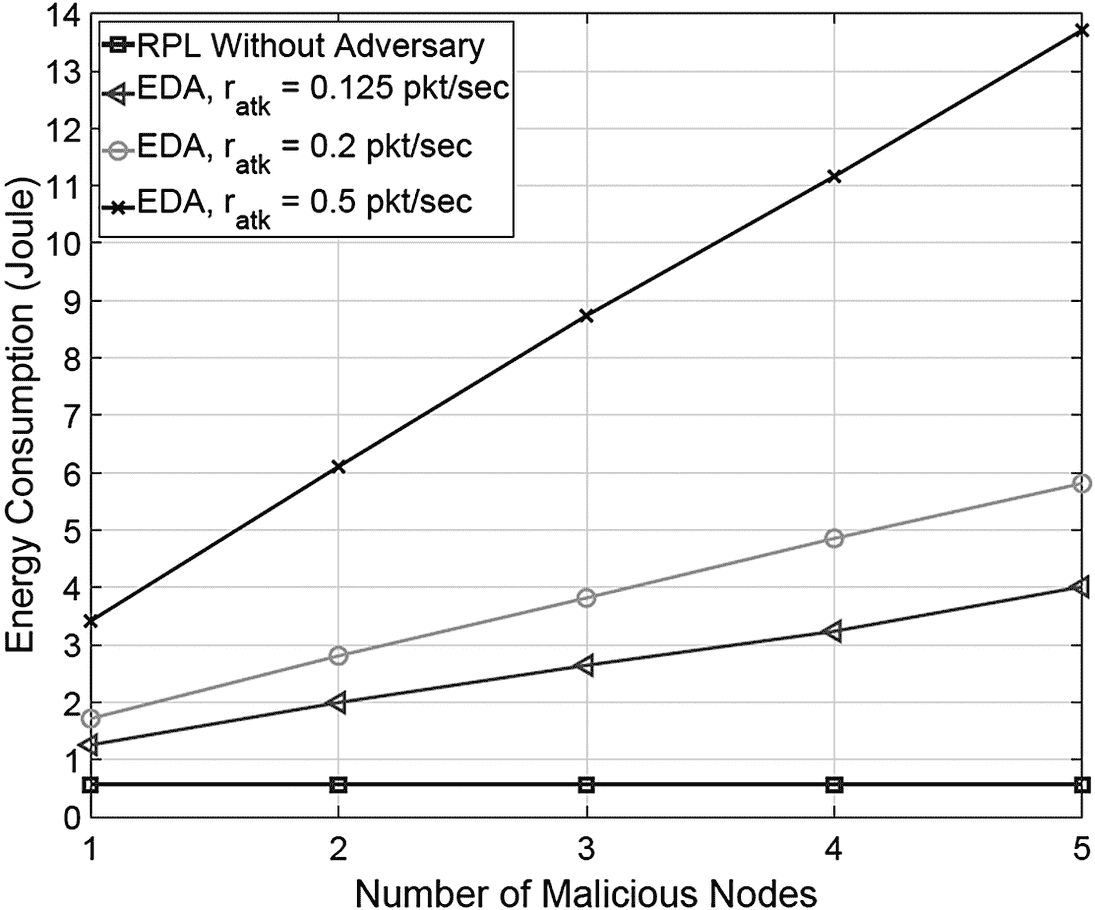 14
13
12
11
10
9
8
7
6
5
4
3
2
1
0
Energy Consumption (Joule)
RPL Without Adversary
EDA, r_atk = 0.125 pkt/sec
EDA, r_atk = 0.2 pkt/sec
EDA, r_atk = 0.5 pkt/sec
1 2 3 4 5
Number of Malicious Nodes